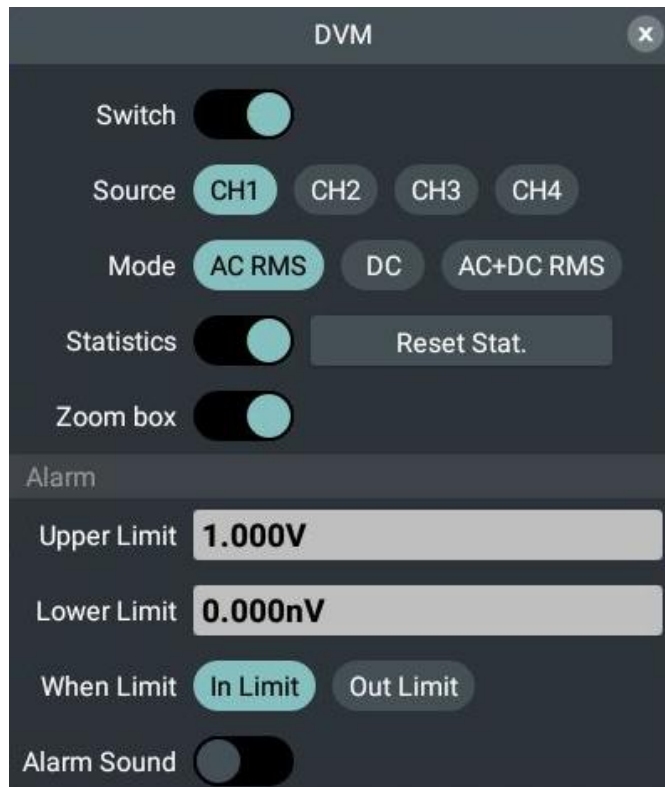 DVM
Switch
Source CH1 CH2 CH3 CH4
Mode AC RMS DC AC+DC RMS
Statistics Reset Stat.
Zoom box
Alarm
Upper Limit 1.000V
Lower Limit 0.000nV
When Limit In Limit Out Limit
Alarm Sound